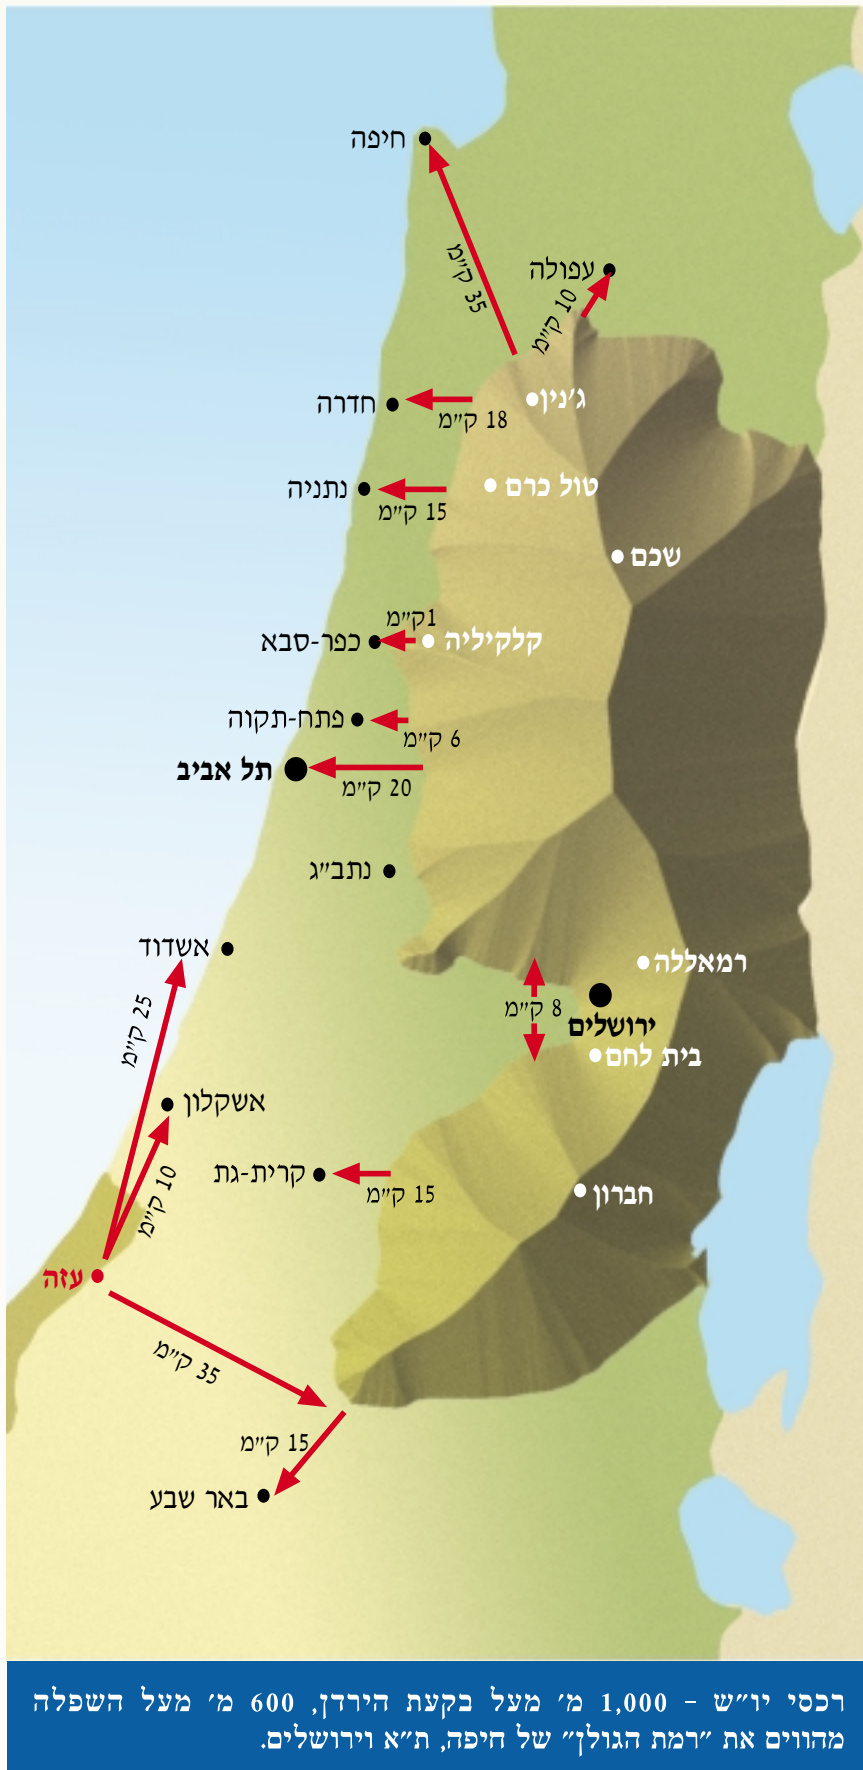 חיפה
35 ק״מ
עפולה
10 ק״מ
ג׳נין
חדרה
18 ק״מ
טול כרם
נתניה
15 ק״מ
שכם
1ק״מ
כפר-סבא
קלקיליה
פתח-תקוה
6 ק״מ
תל אביב
20 ק״מ
נתב״ג
אשדוד
רמאללה
25 ק״מ
8 ק״מ
ירושלים
בית לחם
אשקלון
קרית-גת
10 ק״מ
15 ק״מ
חברון
עזה
35 ק״מ
15 ק״מ
באר שבע
רכסי יו״ש – 1,000 מ׳ מעל בקעת הירדן, 600 מ׳ מעל השפלה
מהווים את ״רמת הגולן״ של חיפה, ת״א וירושלים.